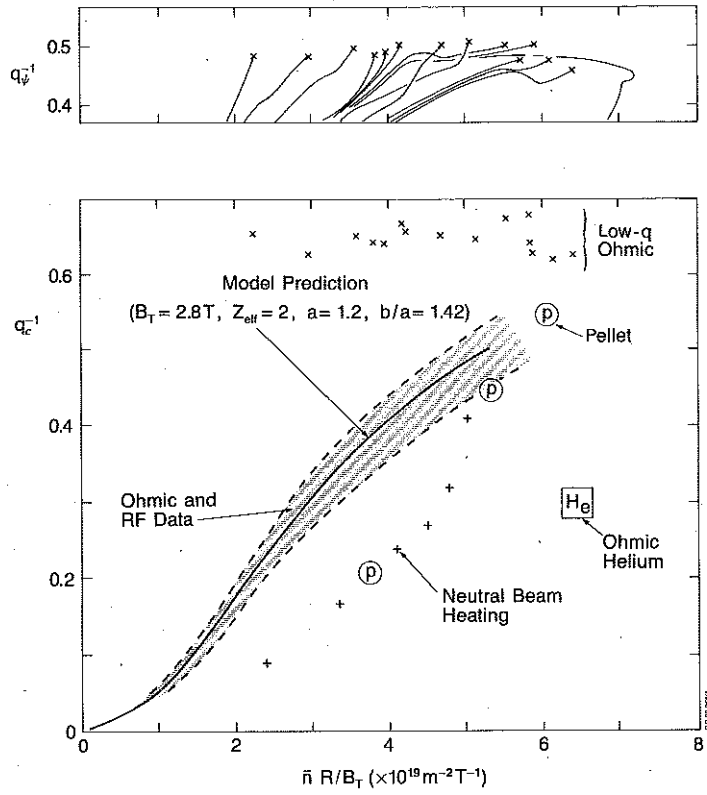 0.5
q_ψ^-1
0.4
0.6
Low-q
Ohmic
Model Prediction
(B_T = 2.8T, Z_eff = 2, a = 1.2, b/a = 1.42)
q_c^-1
p
Pellet
0.4
p
Ohmic and
RF Data
H_e
Ohmic
Helium
0.2
p
Neutral Beam
Heating
0
0 2 4 6 8
n̄ R/B_T (×10^19 m^-2 T^-1)